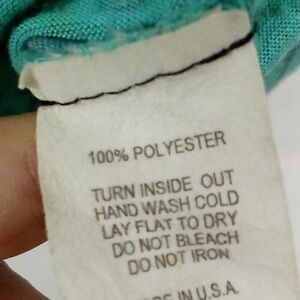 100% POLYESTER
TURN INSIDE OUT
HAND WASH COLD
LAY FLAT TO DRY
DO NOT BLEACH
DO NOT IRON
MADE IN U.S.A.